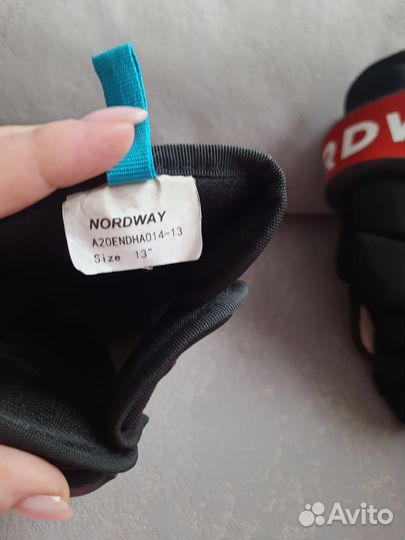 NORDWAY
A20ENDHA014-13
Size 13"
RDW
Avito